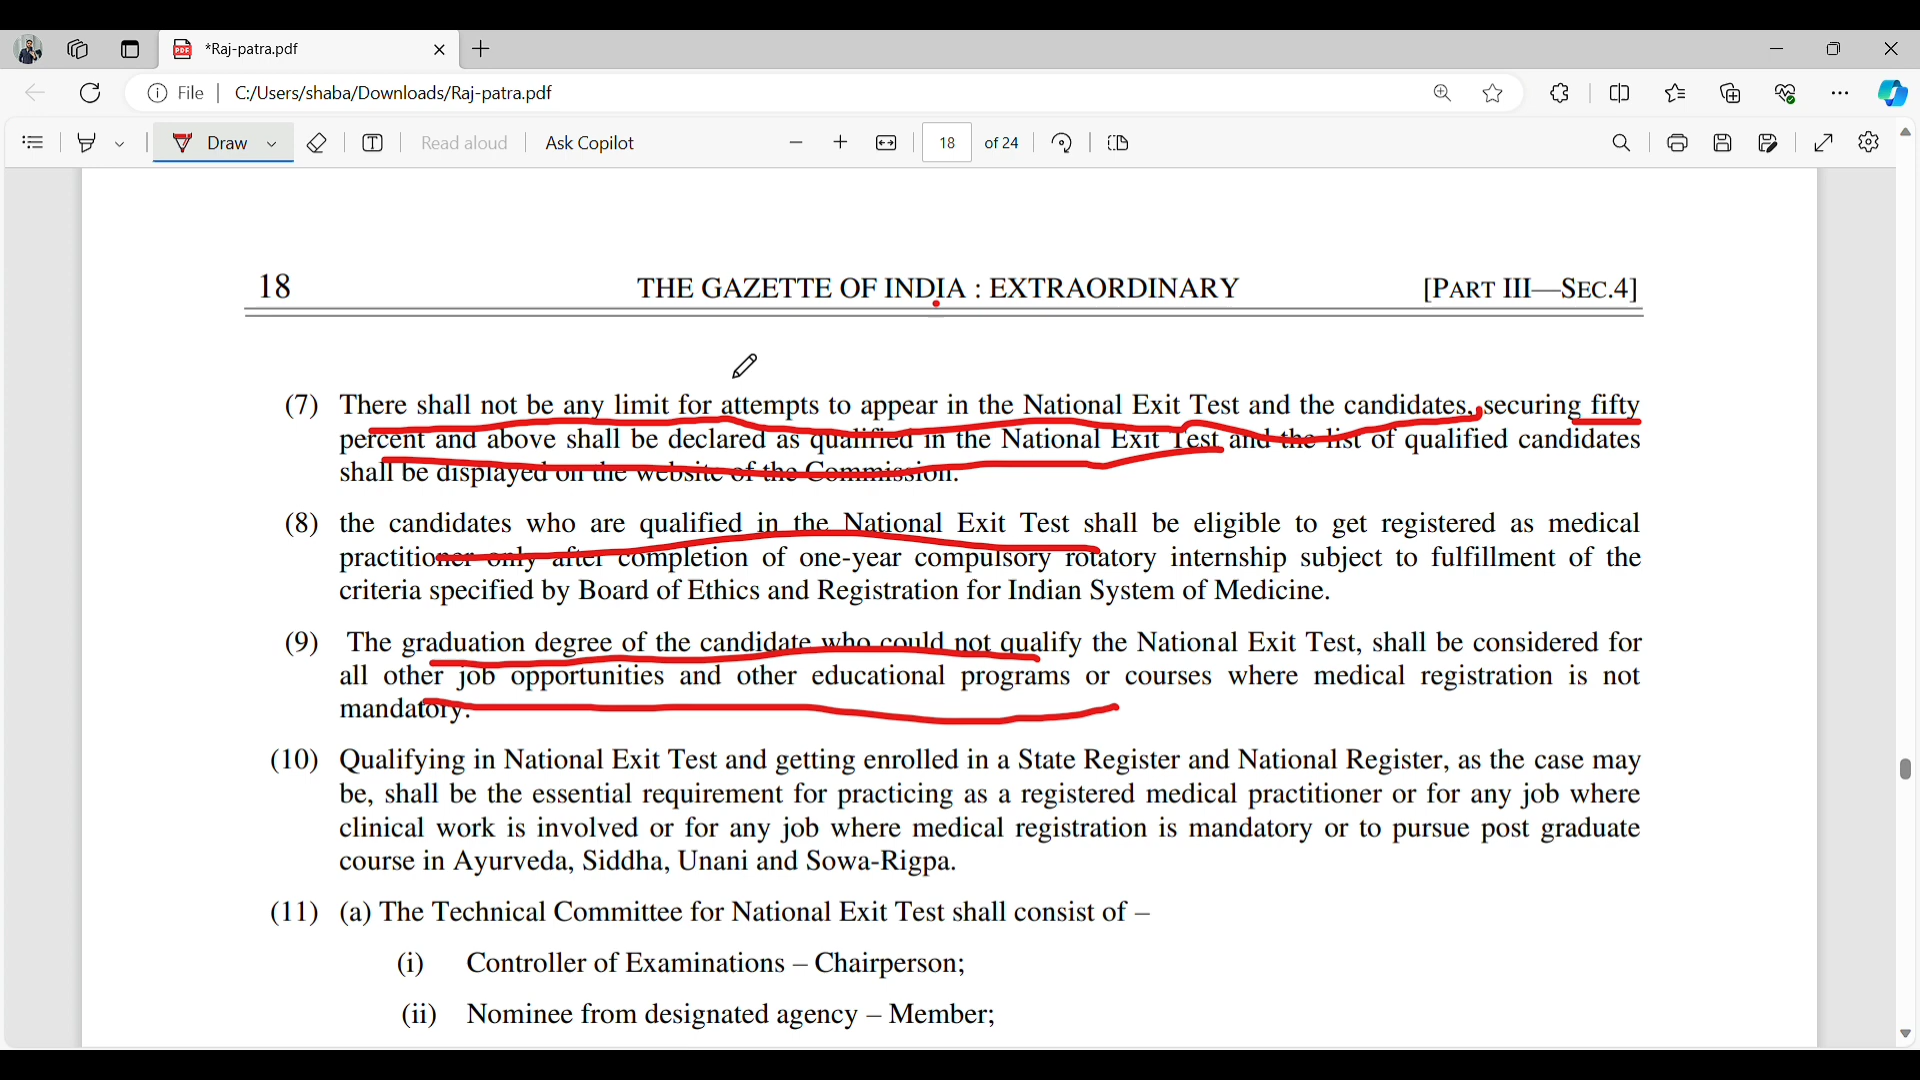 *Raj-patra.pdf
File C:/Users/shaba/Downloads/Raj-patra.pdf
Draw Read aloud Ask Copilot 18 of 24
18 THE GAZETTE OF INDIA : EXTRAORDINARY [PART III—SEC.4]
(7) There shall not be any limit for attempts to appear in the National Exit Test and the candidates, securing fifty
percent and above shall be declared as qualified in the National Exit Test and the list of qualified candidates
shall be displayed on the website of the Commission.
(8) the candidates who are qualified in the National Exit Test shall be eligible to get registered as medical
practitioner only after completion of one-year compulsory rotatory internship subject to fulfillment of the
criteria specified by Board of Ethics and Registration for Indian System of Medicine.
(9) The graduation degree of the candidate who could not qualify the National Exit Test, shall be considered for
all other job opportunities and other educational programs or courses where medical registration is not
mandatory.
(10) Qualifying in National Exit Test and getting enrolled in a State Register and National Register, as the case may
be, shall be the essential requirement for practicing as a registered medical practitioner or for any job where
clinical work is involved or for any job where medical registration is mandatory or to pursue post graduate
course in Ayurveda, Siddha, Unani and Sowa-Rigpa.
(11) (a) The Technical Committee for National Exit Test shall consist of –
(i) Controller of Examinations – Chairperson;
(ii) Nominee from designated agency – Member;